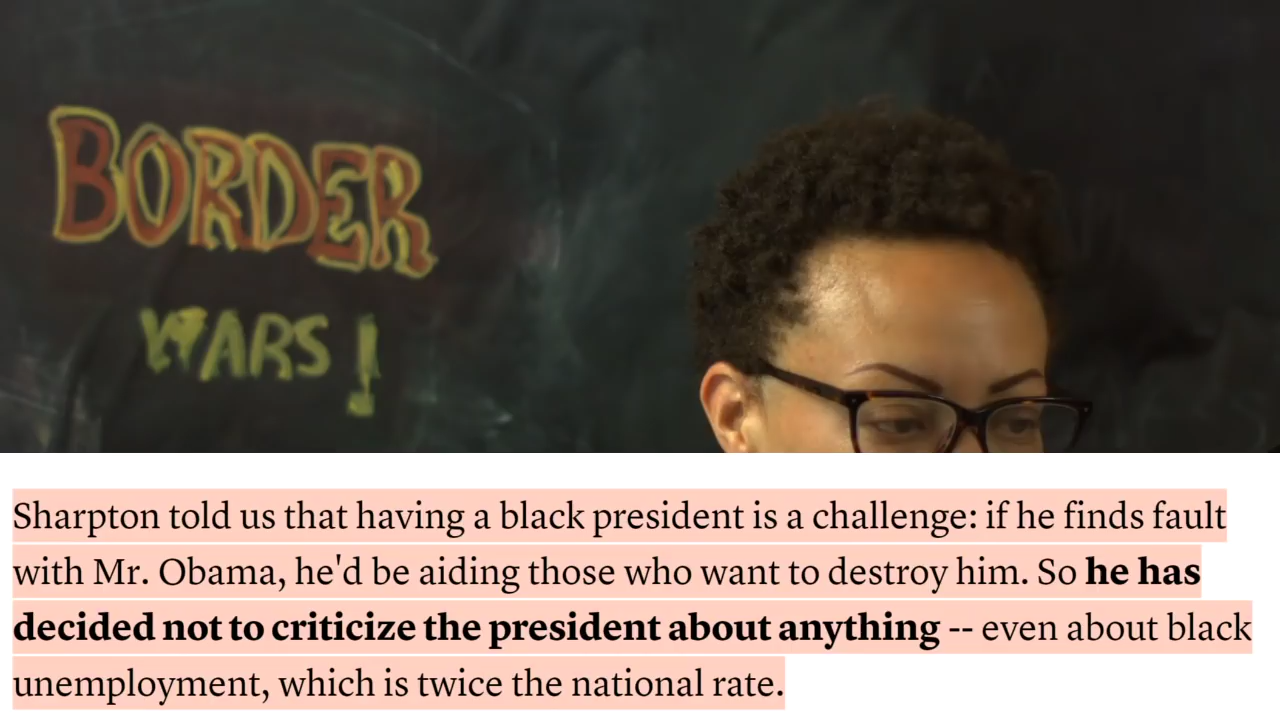 BORDER
WARS!
Sharpton told us that having a black president is a challenge: if he finds fault
with Mr. Obama, he'd be aiding those who want to destroy him. So he has
decided not to criticize the president about anything -- even about black
unemployment, which is twice the national rate.